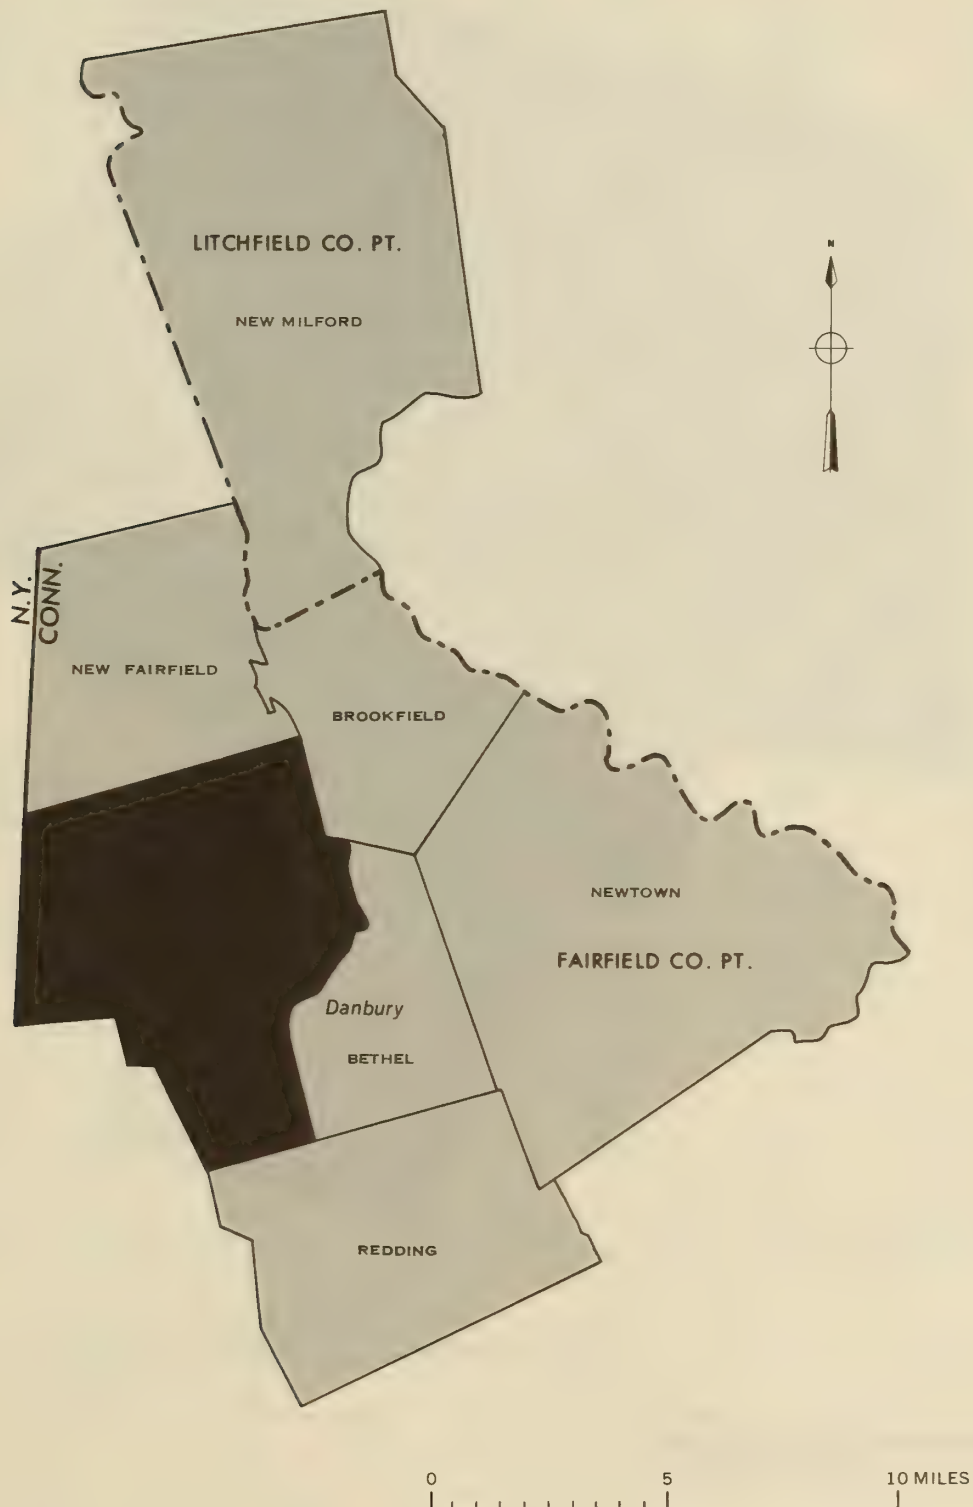 LITCHFIELD CO. PT.
NEW MILFORD
N
N.Y.
CONN.
NEW FAIRFIELD
BROOKFIELD
NEWTOWN
FAIRFIELD CO. PT.
Danbury
BETHEL
REDDING
0 5 10 MILES